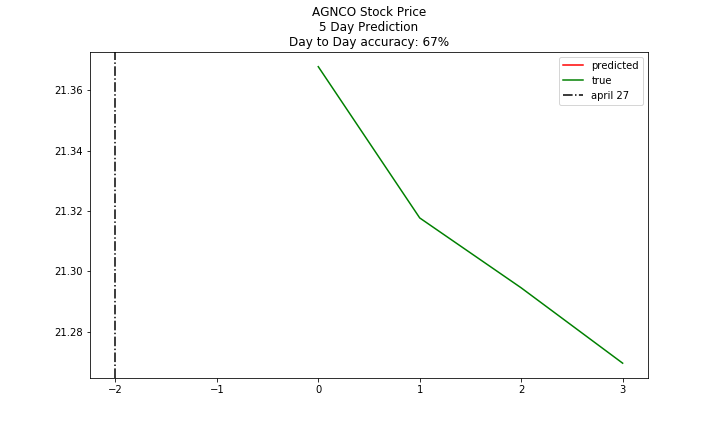 AGNCO Stock Price
5 Day Prediction
Day to Day accuracy: 67%
predicted
true
april 27
21.36
21.34
21.32
21.30
21.28
−2
−1
0
1
2
3